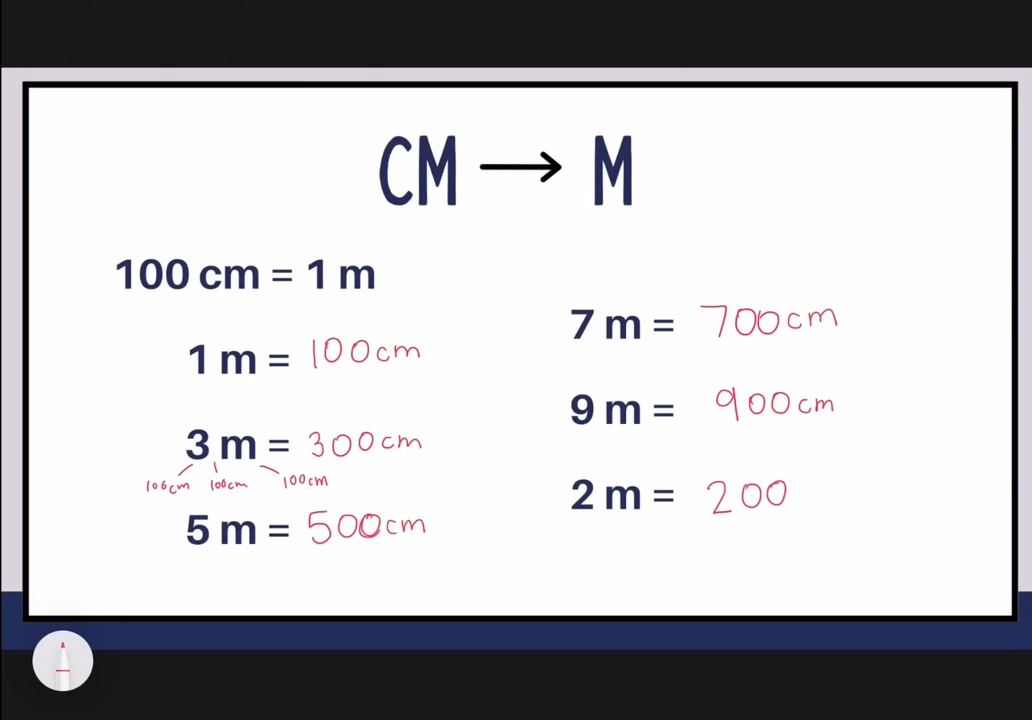 CM → M
100 cm = 1 m
1 m = 100cm
3 m = 300cm
100cm 100cm 100cm
5 m = 500cm
7 m = 700cm
9 m = 900cm
2 m = 200